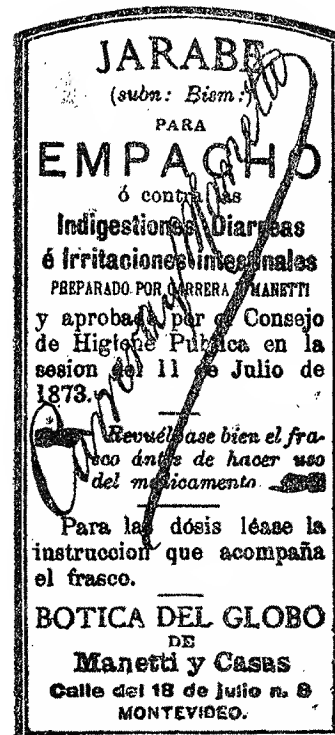 JARABE
(subn: Bism:)
PARA
EMPACHO
ó contra las
Indigestiones Diarreas
é Irritaciones intestinales
PREPARADO POR CARRERA Y MANETTI
y aprobado por el Consejo
de Higiene Pública en la
sesion del 11 de Julio de
1873.
Revuélvase bien el fra-
sco ántes de hacer uso
del medicamento.
Para las dósis léase la
instruccion que acompaña
el frasco.
BOTICA DEL GLOBO
DE
Manetti y Casas
Calle del 18 de julio n. 8
MONTEVIDEO.